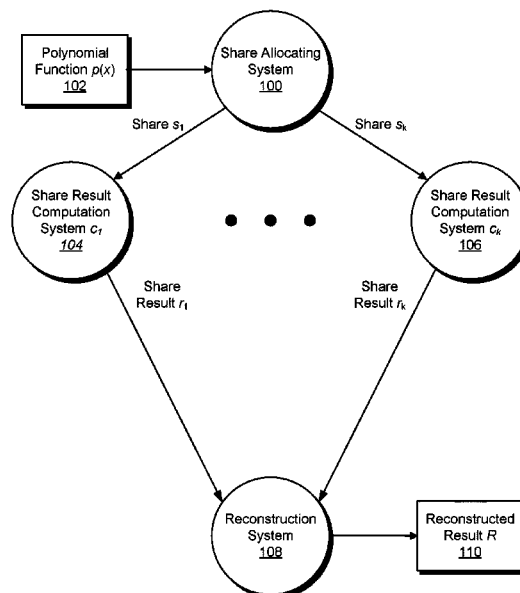 Polynomial
Function p(x)
102
Share Allocating
System
100
Share s1
Share sk
Share Result
Computation
System c1
104
Share Result
Computation
System ck
106
Share
Result r1
Share
Result rk
Reconstruction
System
108
Reconstructed
Result R
110